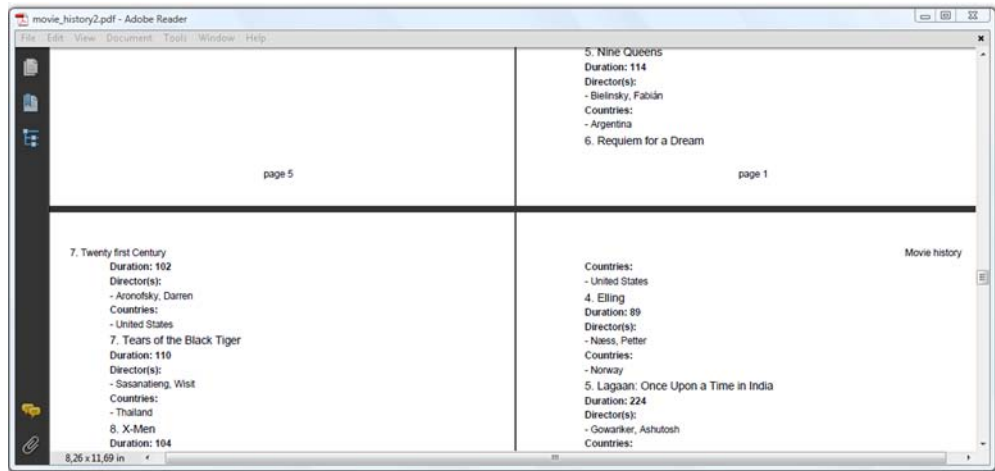 movie_history2.pdf - Adobe Reader
File Edit View Document Tools Window Help
page 5
5. Nine Queens
Duration: 114
Director(s):
- Bielinsky, Fabián
Countries:
- Argentina
6. Requiem for a Dream
page 1
7. Twenty first Century
Duration: 102
Director(s):
- Aronofsky, Darren
Countries:
- United States
7. Tears of the Black Tiger
Duration: 110
Director(s):
- Sasanatieng, Wisit
Countries:
- Thailand
8. X-Men
Duration: 104
Movie history
Countries:
- United States
4. Elling
Duration: 89
Director(s):
- Næss, Petter
Countries:
- Norway
5. Lagaan: Once Upon a Time in India
Duration: 224
Director(s):
- Gowariker, Ashutosh
Countries:
8,26 x 11,69 in